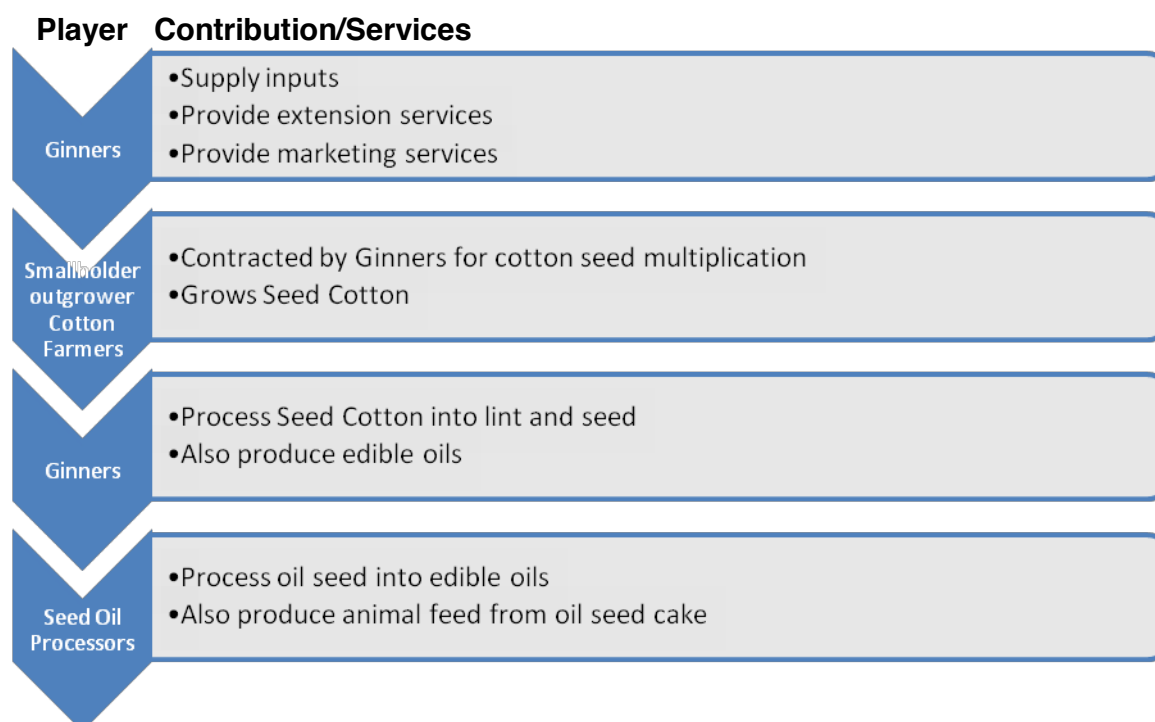 Player Contribution/Services
Ginners
•Supply inputs
•Provide extension services
•Provide marketing services
Smallholder
outgrower
Cotton
Farmers
•Contracted by Ginners for cotton seed multiplication
•Grows Seed Cotton
Ginners
•Process Seed Cotton into lint and seed
•Also produce edible oils
Seed Oil
Processors
•Process oil seed into edible oils
•Also produce animal feed from oil seed cake